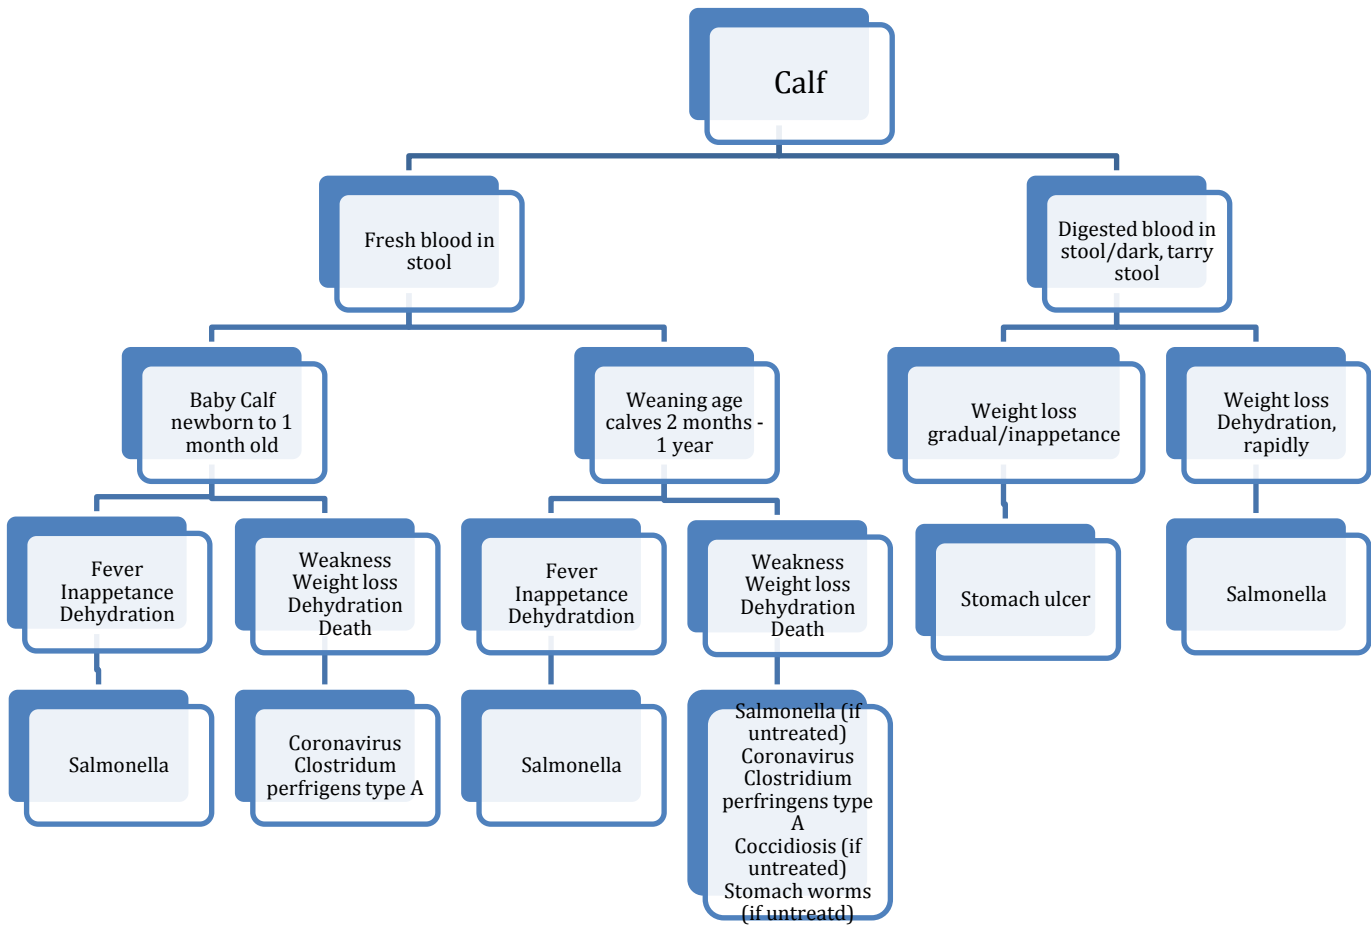 Calf
Fresh blood in
stool
Digested blood in
stool/dark, tarry
stool
Baby Calf
newborn to 1
month old
Weaning age
calves 2 months -
1 year
Weight loss
gradual/inappetance
Weight loss
Dehydration,
rapidly
Fever
Inappetance
Dehydration
Weakness
Weight loss
Dehydration
Death
Fever
Inappetance
Dehydratdion
Weakness
Weight loss
Dehydration
Death
Stomach ulcer
Salmonella
Salmonella
Coronavirus
Clostridum
perfrigens type A
Salmonella
Salmonella (if
untreated)
Coronavirus
Clostridium
perfringens type
A
Coccidiosis (if
untreated)
Stomach worms
(if untreatd)